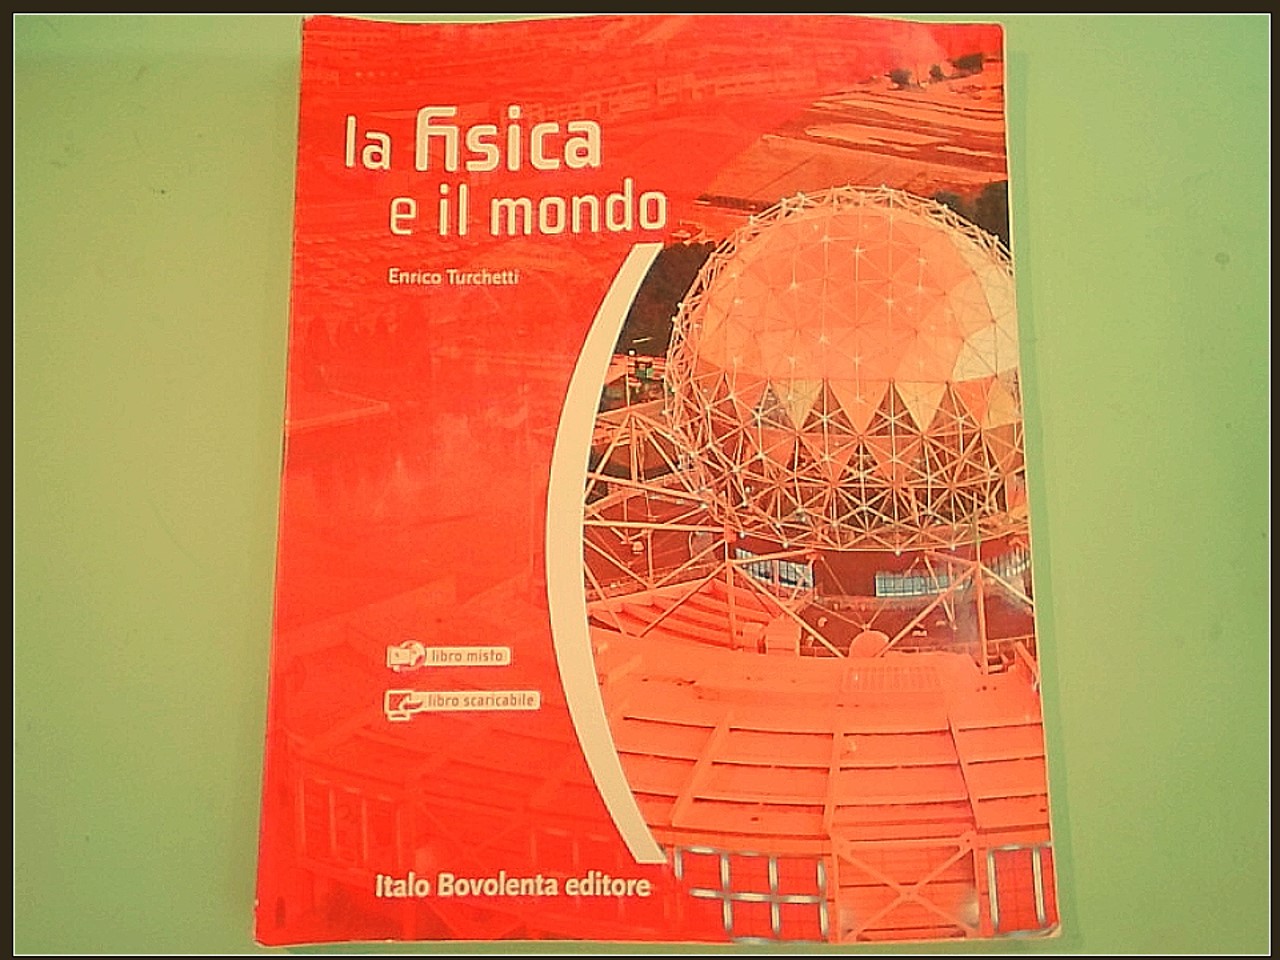 la fisica
e il mondo
Enrico Turchetti
libro misto
libro scaricabile
Italo Bovolenta editore